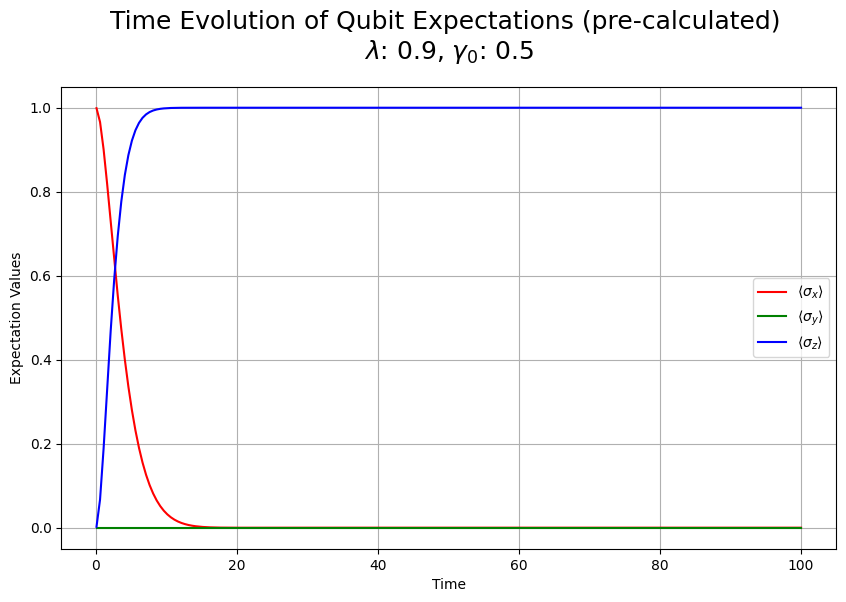 Time Evolution of Qubit Expectations (pre-calculated)
λ: 0.9, γ₀: 0.5
1.0
0.8
0.6
0.4
0.2
0.0
Expectation Values
⟨σₓ⟩
⟨σᵧ⟩
⟨σ_z⟩
0 20 40 60 80 100
Time